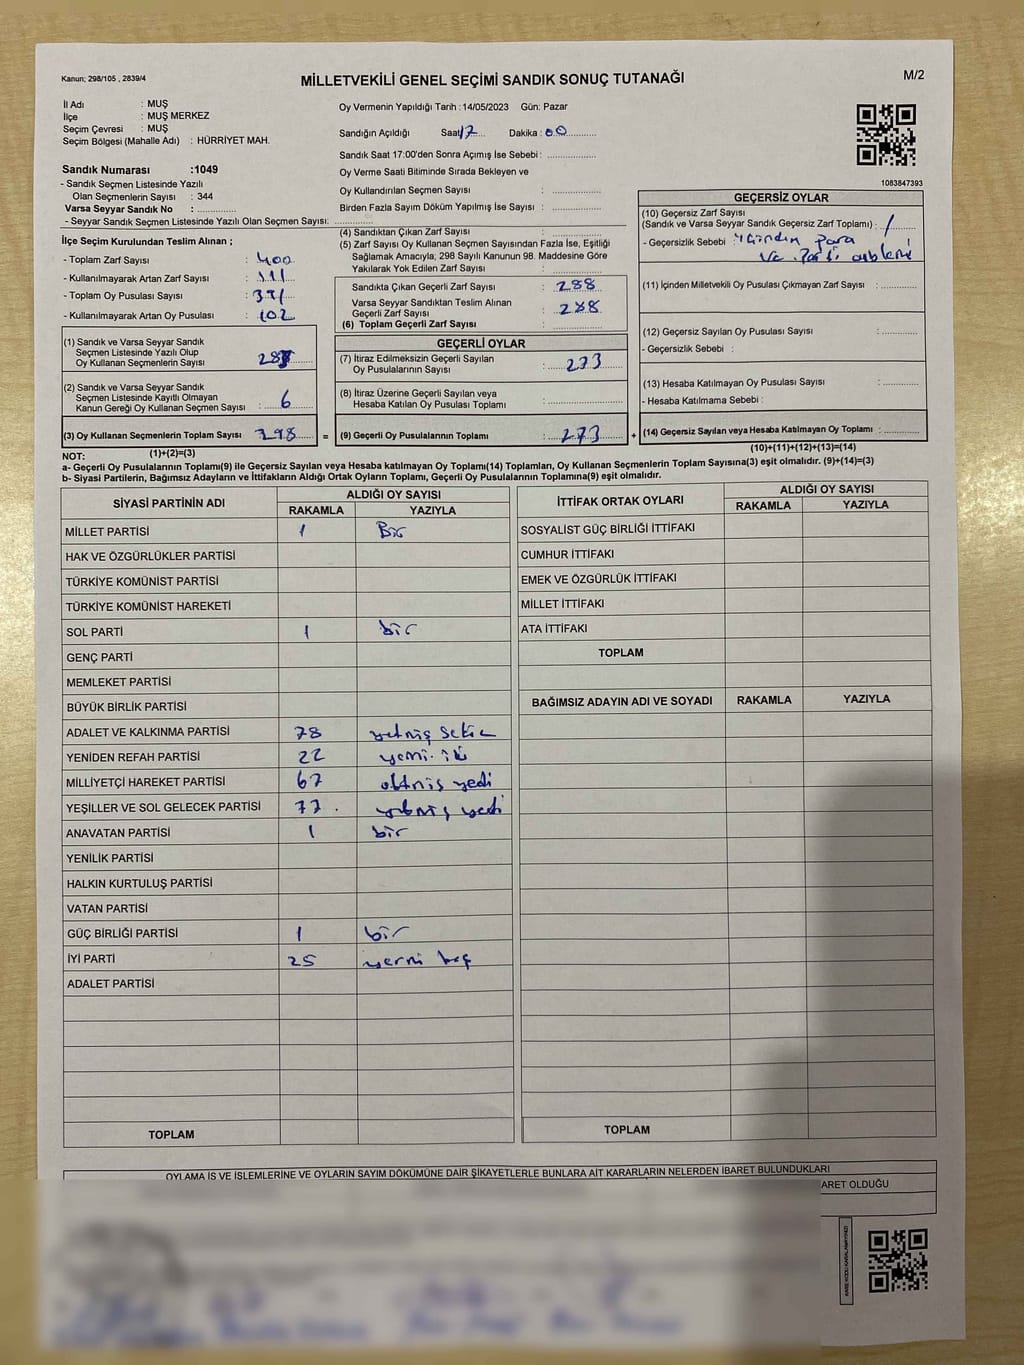 Kanun; 298/105 , 2839/4
MİLLETVEKİLİ GENEL SEÇİMİ SANDIK SONUÇ TUTANAĞI
M/2
İl Adı : MUŞ
İlçe : MUŞ MERKEZ
Seçim Çevresi : MUŞ
Seçim Bölgesi (Mahalle Adı) : HÜRRİYET MAH.
Oy Vermenin Yapıldığı Tarih : 14/05/2023 Gün: Pazar
Sandığın Açıldığı Saat 17 Dakika : 00
Sandık Saat 17:00'den Sonra Açımış İse Sebebi :
Oy Verme Saati Bitiminde Sırada Bekleyen ve
Oy Kullandırılan Seçmen Sayısı :
Birden Fazla Sayım Döküm Yapılmış İse Sayısı :
Sandık Numarası :1049
- Sandık Seçmen Listesinde Yazılı
Olan Seçmenlerin Sayısı : 344
Varsa Seyyar Sandık No :
- Seyyar Sandık Seçmen Listesinde Yazılı Olan Seçmen Sayısı:
1083847393
İlçe Seçim Kurulundan Teslim Alınan ;
- Toplam Zarf Sayısı : 400
- Kullanılmayarak Artan Zarf Sayısı : 111
- Toplam Oy Pusulası Sayısı : 391
- Kullanılmayarak Artan Oy Pusulası : 102
(1) Sandık ve Varsa Seyyar Sandık
Seçmen Listesinde Yazılı Olup
Oy Kullanan Seçmenlerin Sayısı :
(2) Sandık ve Varsa Seyyar Sandık
Seçmen Listesinde Kayıtlı Olmayan
Kanun Gereği Oy Kullanan Seçmen Sayısı : 6
(3) Oy Kullanan Seçmenlerin Toplam Sayısı : 298 =
(1)+(2)=(3)
(4) Sandıktan Çıkan Zarf Sayısı :
(5) Zarf Sayısı Oy Kullanan Seçmen Sayısından Fazla İse, Eşitliği
Sağlamak Amacıyla, 298 Sayılı Kanunun 98. Maddesine Göre
Yakılarak Yok Edilen Zarf Sayısı :
Sandıkta Çıkan Geçerli Zarf Sayısı : 288
Varsa Seyyar Sandıktan Teslim Alınan
Geçerli Zarf Sayısı : 288
(6) Toplam Geçerli Zarf Sayısı :
GEÇERLİ OYLAR
(7) İtiraz Edilmeksizin Geçerli Sayılan
Oy Pusulasının Sayısı : 273
(8) İtiraz Üzerine Geçerli Sayılan veya
Hesaba Katılan Oy Pusulası Toplamı :
(9) Geçerli Oy Pusulalarının Toplamı : 273 +
GEÇERSİZ OYLAR
(10) Geçersiz Zarf Sayısı
(Sandık ve Varsa Seyyar Sandık Geçersiz Zarf Toplamı) : 1
- Geçersizlik Sebebi : içinden para
ve
(11) İçinden Milletvekili Oy Pusulası Çıkmayan Zarf Sayısı :
(12) Geçersiz Sayılan Oy Pusulası Sayısı :
- Geçersizlik Sebebi :
(13) Hesaba Katılmayan Oy Pusulası Sayısı :
- Hesaba Katılmama Sebebi :
(14) Geçersiz Sayılan veya Hesaba Katılmayan Oy Toplamı :
(10)+(11)+(12)+(13)=(14)
NOT:
a- Geçerli Oy Pusulalarının Toplamı(9) ile Geçersiz Sayılan veya Hesaba katılmayan Oy Toplamı(14) Toplamları, Oy Kullanan Seçmenlerin Toplam Sayısına(3) eşit olmalıdır. (9)+(14)=(3)
b- Siyasi Partilerin, Bağımsız Adayların ve İttifakların Aldığı Ortak Oyların Toplamı, Geçerli Oy Pusulalarının Toplamına(9) eşit olmalıdır.
SİYASİ PARTİNİN ADI ALDIĞI OY SAYISI
RAKAMLA YAZIYLA
MİLLET PARTİSİ 1 Bir
HAK VE ÖZGÜRLÜKLER PARTİSİ
TÜRKİYE KOMÜNİST PARTİSİ
TÜRKİYE KOMÜNİST HAREKETİ
SOL PARTİ 1 bir
GENÇ PARTİ
MEMLEKET PARTİSİ
BÜYÜK BİRLİK PARTİSİ
ADALET VE KALKINMA PARTİSİ 78 yetmiş sekiz
YENİDEN REFAH PARTİSİ 22 yirmi iki
MİLLİYETÇİ HAREKET PARTİSİ 67 altmış yedi
YEŞİLLER VE SOL GELECEK PARTİSİ 77 yetmiş yedi
ANAVATAN PARTİSİ 1 bir
YENİLİK PARTİSİ
HALKIN KURTULUŞ PARTİSİ
VATAN PARTİSİ
GÜÇ BİRLİĞİ PARTİSİ 1 bir
İYİ PARTİ 25 yirmi beş
ADALET PARTİSİ
TOPLAM
İTTİFAK ORTAK OYLARI ALDIĞI OY SAYISI
RAKAMLA YAZIYLA
SOSYALİST GÜÇ BİRLİĞİ İTTİFAKI
CUMHUR İTTİFAKI
EMEK VE ÖZGÜRLÜK İTTİFAKI
MİLLET İTTİFAKI
ATA İTTİFAKI
TOPLAM
BAĞIMSIZ ADAYIN ADI VE SOYADI RAKAMLA YAZIYLA
TOPLAM
OYLAMA İŞ VE İŞLEMLERİNE VE OYLARIN SAYIM DÖKÜMÜNE DAİR ŞİKAYETLERLE BUNLARA AİT KARARLARIN NELERDEN İBARET BULUNDUKLARI
ARET OLDUĞU